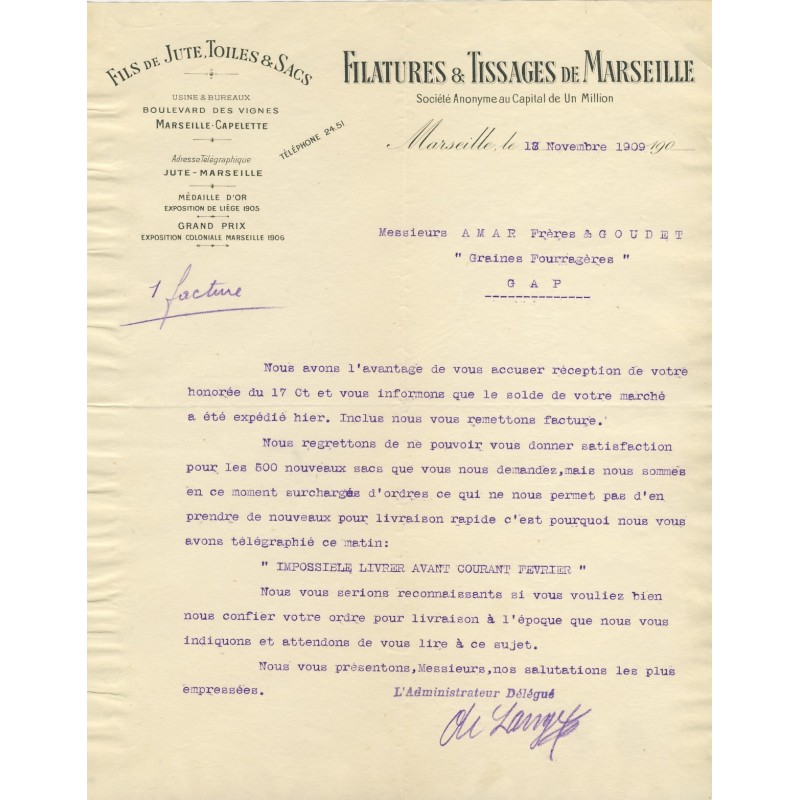 FILS DE JUTE, TOILES & SACS
USINE & BUREAUX
BOULEVARD DES VIGNES
MARSEILLE-CAPELETTE
Adresse Télégraphique
JUTE-MARSEILLE
MÉDAILLE D'OR
EXPOSITION DE LIÈGE 1905
GRAND PRIX
EXPOSITION COLONIALE MARSEILLE 1906
TÉLÉPHONE 24.51
FILATURES & TISSAGES DE MARSEILLE
Société Anonyme au Capital de Un Million
Marseille, le Novembre 1909 190
Messieurs AMAR Frères & GOUDET
" Graines Fourragères "
GAP
1 facture
Nous avons l'avantage de vous accuser réception de votre
honorée du 17 Ct et vous informons que le solde de votre marché
a été expédié hier. Inclus nous vous remettons facture.
Nous regrettons de ne pouvoir vous donner satisfaction
pour les 500 nouveaux sacs que vous nous demandez,mais nous sommes
en ce moment surchargés d'ordres ce qui ne nous permet pas d'en
prendre de nouveaux pour livraison rapide c'est pourquoi nous vous
avons télégraphié ce matin:
" IMPOSSIELE LIVRER AVANT COURANT FEVRIER "
Nous vous serions reconnaissants si vous vouliez bien
nous confier votre ordre pour livraison à l'époque que nous vous
indiquons et attendons de vous lire à ce sujet.
Nous vous présentons,Messieurs,nos salutations les plus
empressées.
L'Administrateur Délégué